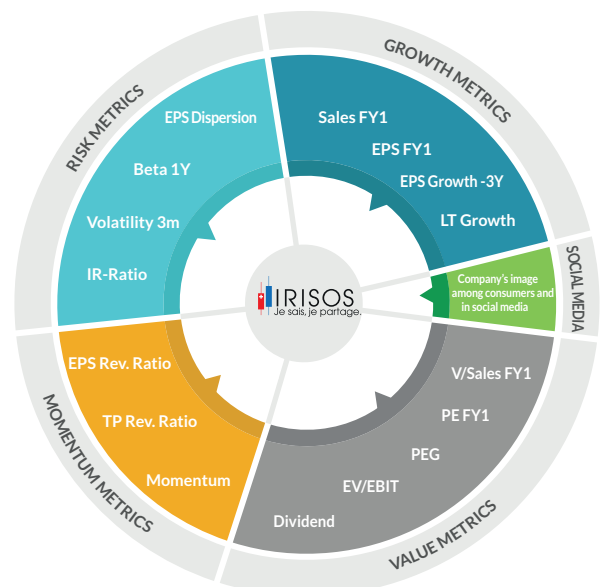 GROWTH METRICS
Sales FY1
EPS FY1
EPS Growth -3Y
LT Growth
SOCIAL MEDIA
Company's image
among consumers and
in social media
VALUE METRICS
V/Sales FY1
PE FY1
PEG
EV/EBIT
Dividend
MOMENTUM METRICS
EPS Rev. Ratio
TP Rev. Ratio
Momentum
RISK METRICS
EPS Dispersion
Beta 1Y
Volatility 3m
IR-Ratio
IRISOS
Je sais, je partage.